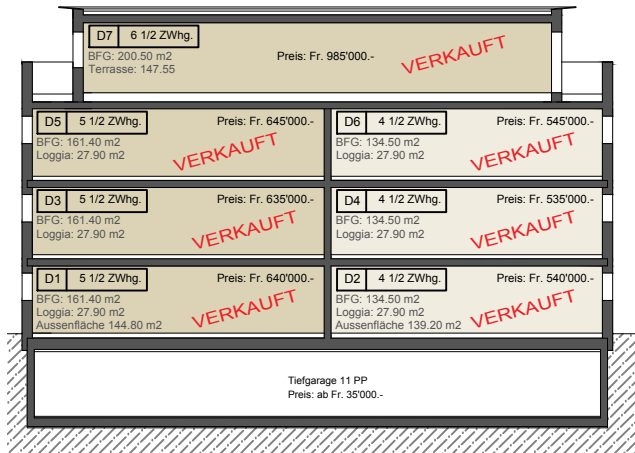 D7 6 1/2 ZWhg.
BFG: 200.50 m2
Terrasse: 147.55
Preis: Fr. 985'000.-
VERKAUFT
D5 5 1/2 ZWhg.
Preis: Fr. 645'000.-
BFG: 161.40 m2
Loggia: 27.90 m2
VERKAUFT
D6 4 1/2 ZWhg.
Preis: Fr. 545'000.-
BFG: 134.50 m2
Loggia: 27.90 m2
VERKAUFT
D3 5 1/2 ZWhg.
Preis: Fr. 635'000.-
BFG: 161.40 m2
Loggia: 27.90 m2
VERKAUFT
D4 4 1/2 ZWhg.
Preis: Fr. 535'000.-
BFG: 134.50 m2
Loggia: 27.90 m2
VERKAUFT
D1 5 1/2 ZWhg.
Preis: Fr. 640'000.-
BFG: 161.40 m2
Loggia: 27.90 m2
Aussenfläche 144.80 m2
VERKAUFT
D2 4 1/2 ZWhg.
Preis: Fr. 540'000.-
BFG: 134.50 m2
Loggia: 27.90 m2
Aussenfläche 139.20 m2
VERKAUFT
Tiefgarage 11 PP
Preis: ab Fr. 35'000.-